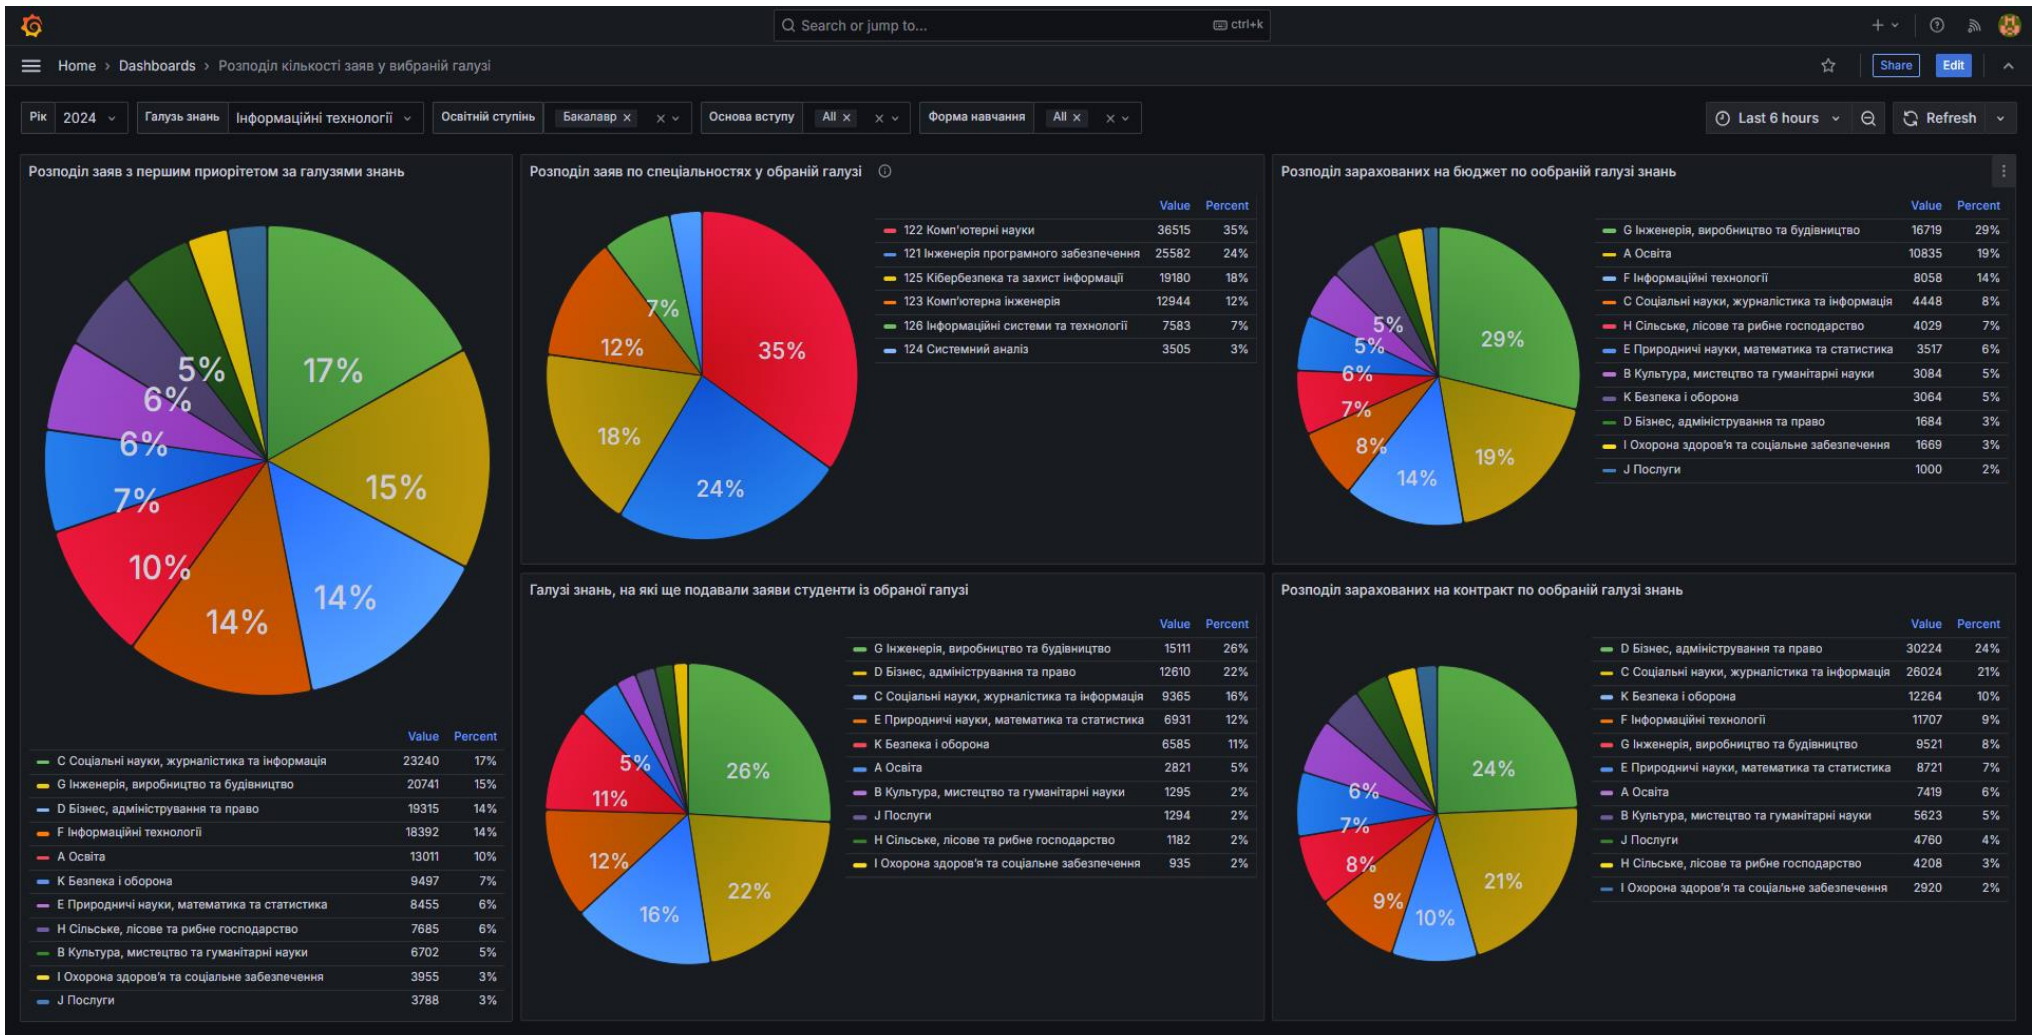 Search or jump to...
ctrl+k
Home › Dashboards › Розподіл кількості заяв у вибраній галузі
Share
Edit
Рік 2024
Галузь знань Інформаційні технології
Освітній ступінь Бакалавр ×
Основа вступу All ×
Форма навчання All ×
Last 6 hours
Refresh
Розподіл заяв з першим приорітетом за галузями знань
17%
15%
14%
14%
10%
7%
6%
6%
5%
Value Percent
C Соціальні науки, журналістика та інформація 23240 17%
G Інженерія, виробництво та будівництво 20741 15%
D Бізнес, адміністрування та право 19315 14%
F Інформаційні технології 18392 14%
A Освіта 13011 10%
K Безпека і оборона 9497 7%
E Природничі науки, математика та статистика 8455 6%
H Сільське, лісове та рибне господарство 7685 6%
B Культура, мистецтво та гуманітарні науки 6702 5%
I Охорона здоров'я та соціальне забезпечення 3955 3%
J Послуги 3788 3%
Розподіл заяв по спеціальностях у обраній галузі
35%
24%
18%
12%
7%
Value Percent
122 Комп'ютерні науки 36515 35%
121 Інженерія програмного забезпечення 25582 24%
125 Кібербезпека та захист інформації 19180 18%
123 Комп'ютерна інженерія 12944 12%
126 Інформаційні системи та технології 7583 7%
124 Системний аналіз 3505 3%
Розподіл зарахованих на бюджет по ообраній галузі знань
29%
19%
14%
8%
7%
6%
5%
5%
Value Percent
G Інженерія, виробництво та будівництво 16719 29%
A Освіта 10835 19%
F Інформаційні технології 8058 14%
C Соціальні науки, журналістика та інформація 4448 8%
H Сільське, лісове та рибне господарство 4029 7%
E Природничі науки, математика та статистика 3517 6%
B Культура, мистецтво та гуманітарні науки 3084 5%
K Безпека і оборона 3064 5%
D Бізнес, адміністрування та право 1684 3%
I Охорона здоров'я та соціальне забезпечення 1669 3%
J Послуги 1000 2%
Галузі знань, на які ще подавали заяви студенти із обраної гапузі
26%
22%
16%
12%
11%
5%
Value Percent
G Інженерія, виробництво та будівництво 15111 26%
D Бізнес, адміністрування та право 12610 22%
C Соціальні науки, журналістика та інформація 9365 16%
E Природничі науки, математика та статистика 6931 12%
K Безпека і оборона 6585 11%
A Освіта 2821 5%
B Культура, мистецтво та гуманітарні науки 1295 2%
J Послуги 1294 2%
H Сільське, лісове та рибне господарство 1182 2%
I Охорона здоров'я та соціальне забезпечення 935 2%
Розподіл зарахованих на контракт по ообраній галузі знань
24%
21%
10%
9%
8%
7%
6%
Value Percent
D Бізнес, адміністрування та право 30224 24%
C Соціальні науки, журналістика та інформація 26024 21%
K Безпека і оборона 12264 10%
F Інформаційні технології 11707 9%
G Інженерія, виробництво та будівництво 9521 8%
E Природничі науки, математика та статистика 8721 7%
A Освіта 7419 6%
B Культура, мистецтво та гуманітарні науки 5623 5%
J Послуги 4760 4%
H Сільське, лісове та рибне господарство 4208 3%
I Охорона здоров'я та соціальне забезпечення 2920 2%